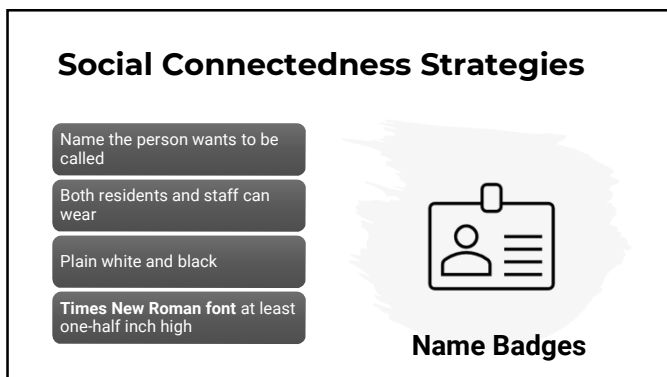 Social Connectedness Strategies
Name the person wants to be
called
Both residents and staff can
wear
Plain white and black
Times New Roman font at least
one-half inch high
Name Badges